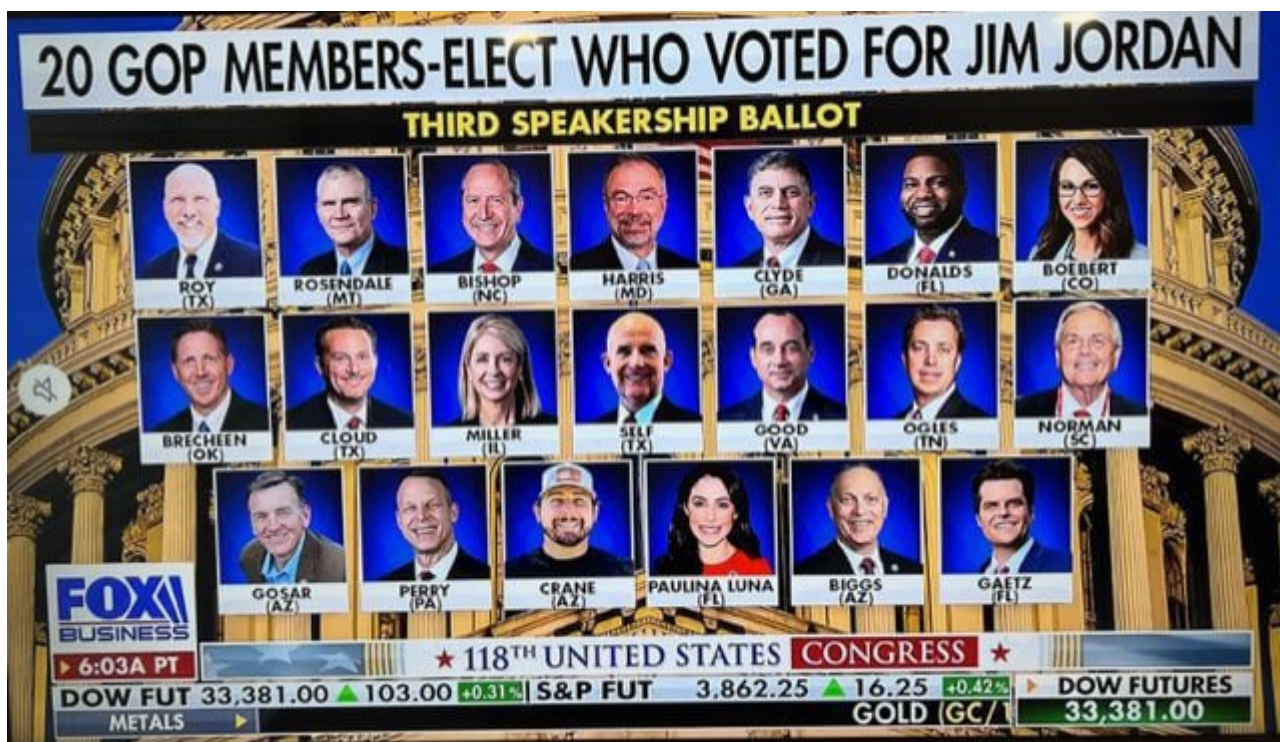 20 GOP MEMBERS-ELECT WHO VOTED FOR JIM JORDAN
THIRD SPEAKERSHIP BALLOT
ROY
(TX)
ROSENDALE
(MT)
BISHOP
(NC)
HARRIS
(MD)
CLYDE
(GA)
DONALDS
(FL)
BOEBERT
(CO)
BRECHEEN
(OK)
CLOUD
(TX)
MILLER
(IL)
SELF
(TX)
GOOD
(VA)
OGLES
(TN)
NORMAN
(SC)
GOSAR
(AZ)
PERRY
(PA)
CRANE
(AZ)
PAULINA LUNA
(FL)
BIGGS
(AZ)
GAETZ
(FL)
FOX
BUSINESS
6:03A PT
118TH UNITED STATES CONGRESS
DOW FUT 33,381.00 ▲ 103.00 +0.31% S&P FUT 3,862.25 ▲ 16.25 +0.42%
DOW FUTURES
33,381.00
METALS
GOLD (GC/1